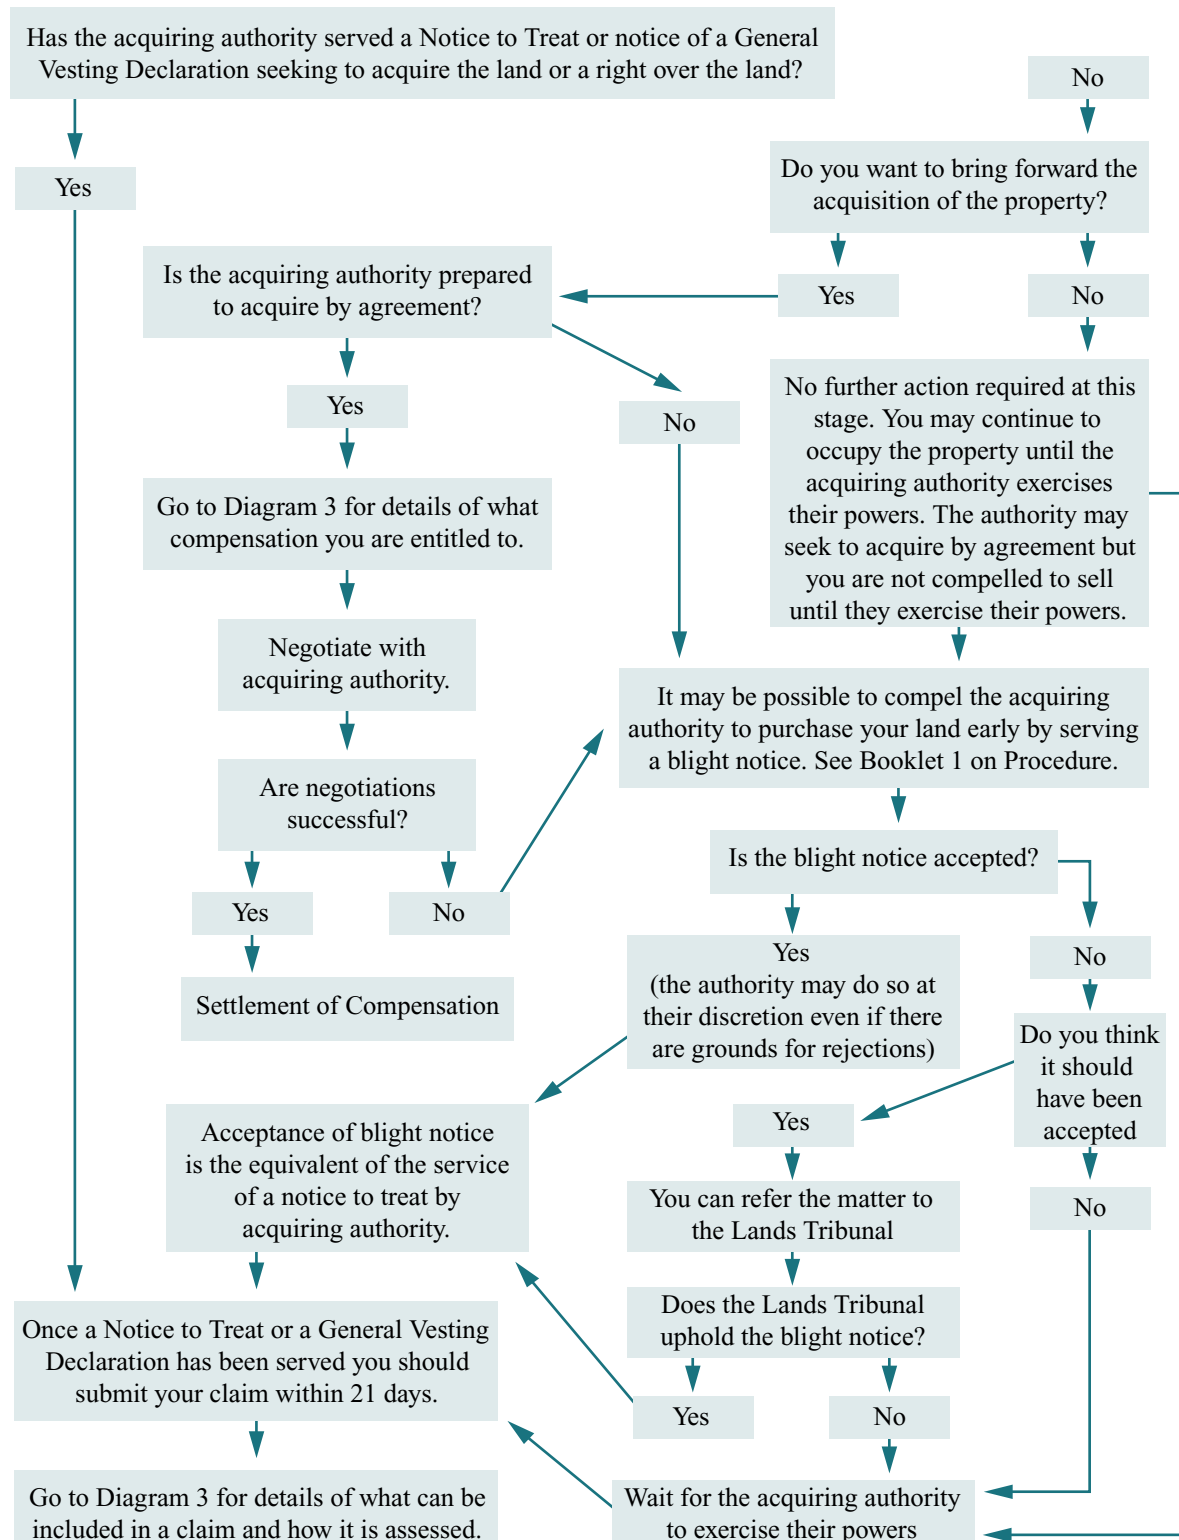 Has the acquiring authority served a Notice to Treat or notice of a General
Vesting Declaration seeking to acquire the land or a right over the land?
No
Yes
Do you want to bring forward the
acquisition of the property?
Is the acquiring authority prepared
to acquire by agreement?
Yes
No
Yes
No
No further action required at this
stage. You may continue to
occupy the property until the
acquiring authority exercises
their powers. The authority may
seek to acquire by agreement but
you are not compelled to sell
until they exercise their powers.
Go to Diagram 3 for details of what
compensation you are entitled to.
Negotiate with
acquiring authority.
It may be possible to compel the acquiring
authority to purchase your land early by serving
a blight notice. See Booklet 1 on Procedure.
Are negotiations
successful?
Is the blight notice accepted?
Yes
No
Yes
(the authority may do so at
their discretion even if there
are grounds for rejections)
No
Settlement of Compensation
Do you think
it should
have been
accepted
Acceptance of blight notice
is the equivalent of the service
of a notice to treat by
acquiring authority.
Yes
You can refer the matter to
the Lands Tribunal
No
Once a Notice to Treat or a General Vesting
Declaration has been served you should
submit your claim within 21 days.
Does the Lands Tribunal
uphold the blight notice?
Yes
No
Go to Diagram 3 for details of what can be
included in a claim and how it is assessed.
Wait for the acquiring authority
to exercise their powers